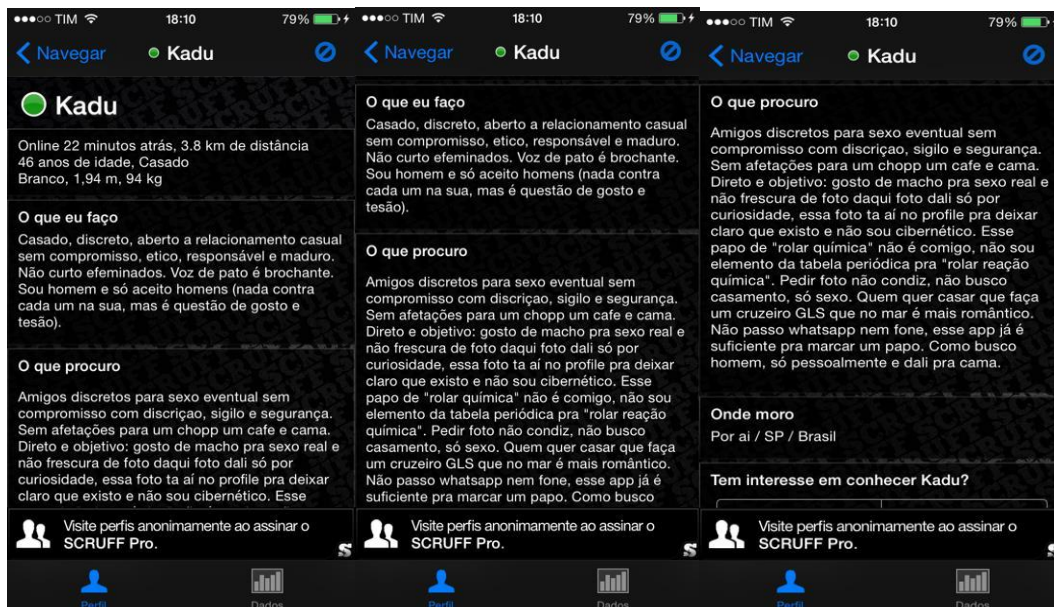 TIM 18:10 79%
Navegar Kadu
Kadu
Online 22 minutos atrás, 3.8 km de distância
46 anos de idade, Casado
Branco, 1,94 m, 94 kg
O que eu faço
Casado, discreto, aberto a relacionamento casual
sem compromisso, etico, responsável e maduro.
Não curto efeminados. Voz de pato é brochante.
Sou homem e só aceito homens (nada contra
cada um na sua, mas é questão de gosto e
tesão).
O que procuro
Amigos discretos para sexo eventual sem
compromisso com discriçao, sigilo e segurança.
Sem afetações para um chopp um cafe e cama.
Direto e objetivo: gosto de macho pra sexo real e
não frescura de foto daqui foto dali só por
curiosidade, essa foto ta aí no profile pra deixar
claro que existo e não sou cibernético. Esse
Visite perfis anonimamente ao assinar o
SCRUFF Pro.
Perfil Dados
TIM 18:10 79%
Navegar Kadu
O que eu faço
Casado, discreto, aberto a relacionamento casual
sem compromisso, etico, responsável e maduro.
Não curto efeminados. Voz de pato é brochante.
Sou homem e só aceito homens (nada contra
cada um na sua, mas é questão de gosto e
tesão).
O que procuro
Amigos discretos para sexo eventual sem
compromisso com discriçao, sigilo e segurança.
Sem afetações para um chopp um cafe e cama.
Direto e objetivo: gosto de macho pra sexo real e
não frescura de foto daqui foto dali só por
curiosidade, essa foto ta aí no profile pra deixar
claro que existo e não sou cibernético. Esse
papo de "rolar química" não é comigo, não sou
elemento da tabela periódica pra "rolar reação
química". Pedir foto não condiz, não busco
casamento, só sexo. Quem quer casar que faça
um cruzeiro GLS que no mar é mais romântico.
Não passo whatsapp nem fone, esse app já é
suficiente pra marcar um papo. Como busco
Visite perfis anonimamente ao assinar o
SCRUFF Pro.
Perfil Dados
TIM 18:10 79%
Navegar Kadu
O que procuro
Amigos discretos para sexo eventual sem
compromisso com discriçao, sigilo e segurança.
Sem afetações para um chopp um cafe e cama.
Direto e objetivo: gosto de macho pra sexo real e
não frescura de foto daqui foto dali só por
curiosidade, essa foto ta aí no profile pra deixar
claro que existo e não sou cibernético. Esse
papo de "rolar química" não é comigo, não sou
elemento da tabela periódica pra "rolar reação
química". Pedir foto não condiz, não busco
casamento, só sexo. Quem quer casar que faça
um cruzeiro GLS que no mar é mais romântico.
Não passo whatsapp nem fone, esse app já é
suficiente pra marcar um papo. Como busco
homem, só pessoalmente e dali pra cama.
Onde moro
Por ai / SP / Brasil
Tem interesse em conhecer Kadu?
Visite perfis anonimamente ao assinar o
SCRUFF Pro.
Perfil Dados